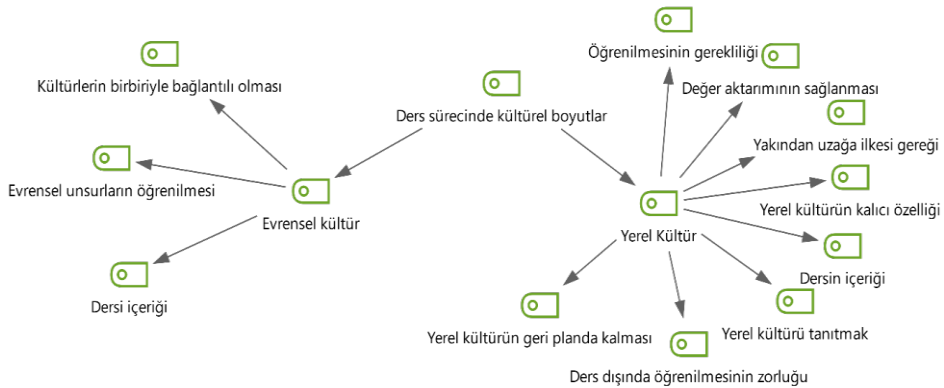 Öğrenilmesinin gerekliliği
Kültürlerin birbiriyle bağlantılı olması
Değer aktarımının sağlanması
Ders sürecinde kültürel boyutlar
Yakından uzağa ilkesi gereği
Evrensel unsurların öğrenilmesi
Evrensel kültür
Yerel kültürün kalıcı özelliği
Yerel Kültür
Dersin içeriği
Dersi içeriği
Yerel kültürün geri planda kalması
Yerel kültürü tanıtmak
Ders dışında öğrenilmesinin zorluğu